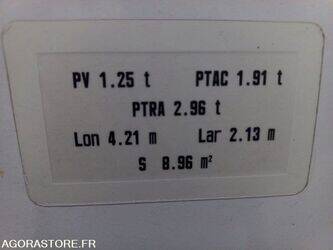 PV 1.25 t PTAC 1.91 t
PTRA 2.96 t
Lon 4.21 m Lar 2.13 m
S 8.96 m²
AGORASTORE.FR